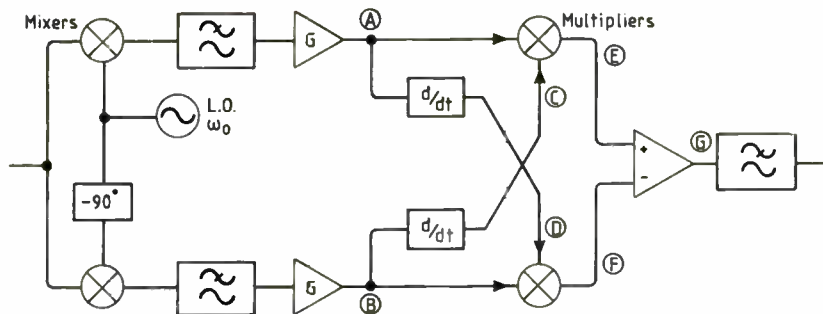 Mixers
Ⓐ
Multipliers
G
Ⓔ
d/dt
Ⓒ
L.O.
ω₀
+
Ⓖ
-90°
−
d/dt
Ⓓ
G
Ⓕ
Ⓑ